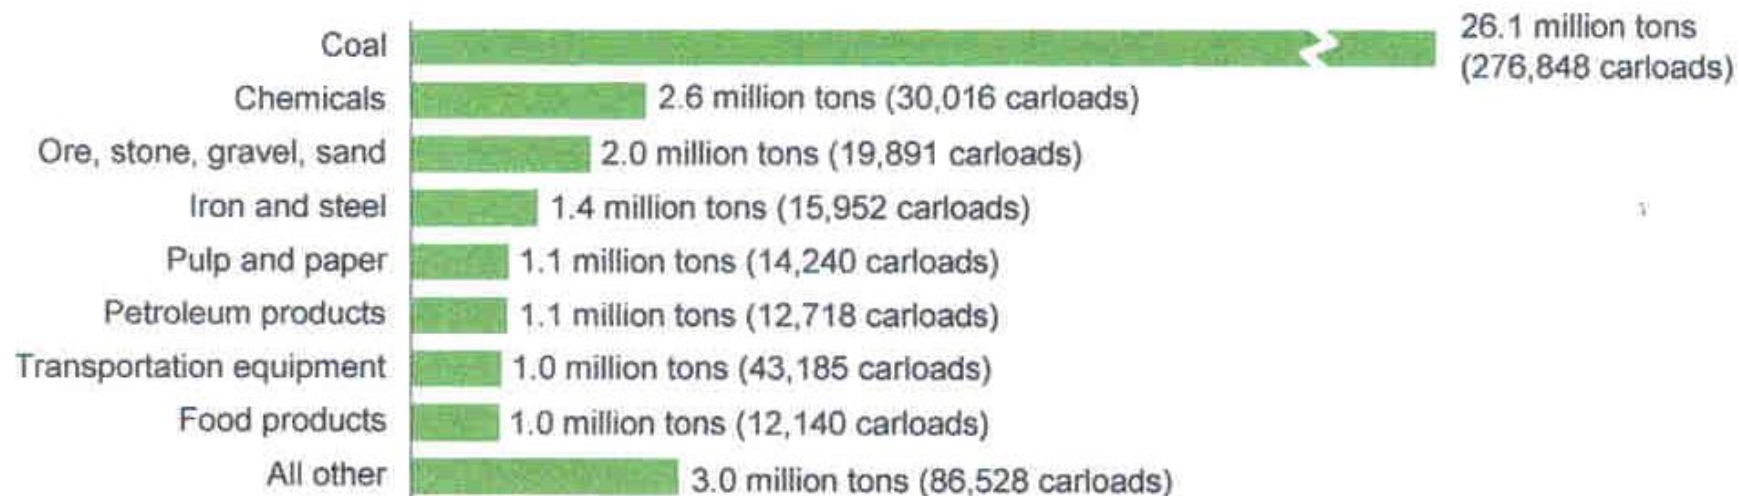 Coal
26.1 million tons
(276,848 carloads)
Chemicals 2.6 million tons (30,016 carloads)
Ore, stone, gravel, sand 2.0 million tons (19,891 carloads)
Iron and steel 1.4 million tons (15,952 carloads)
Pulp and paper 1.1 million tons (14,240 carloads)
Petroleum products 1.1 million tons (12,718 carloads)
Transportation equipment 1.0 million tons (43,185 carloads)
Food products 1.0 million tons (12,140 carloads)
All other 3.0 million tons (86,528 carloads)